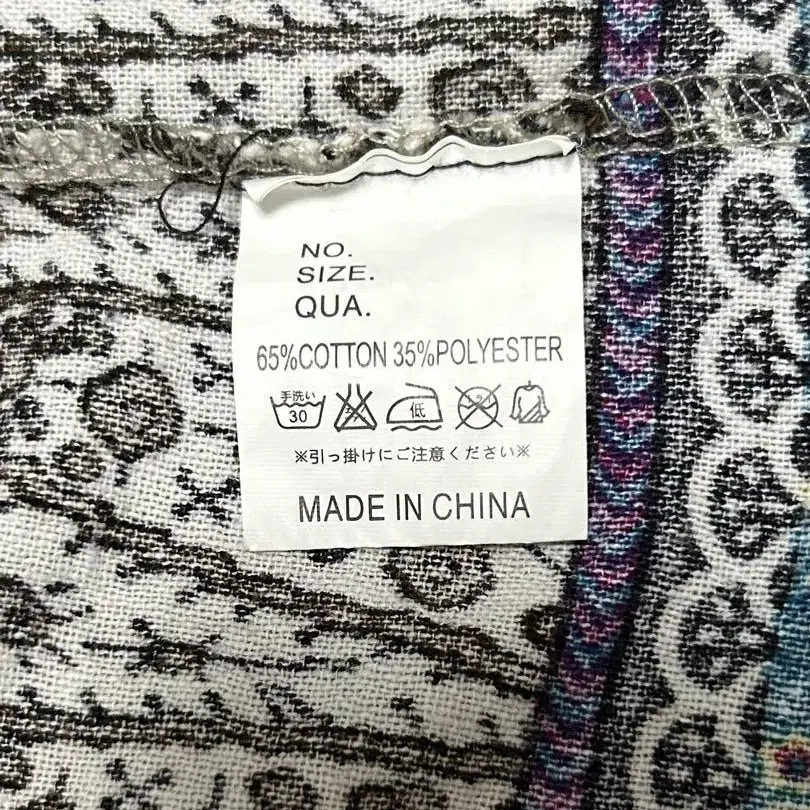 NO.
SIZE.
QUA.
65%COTTON 35%POLYESTER
手洗い
30
低
※引っ掛けにご注意ください※
MADE IN CHINA